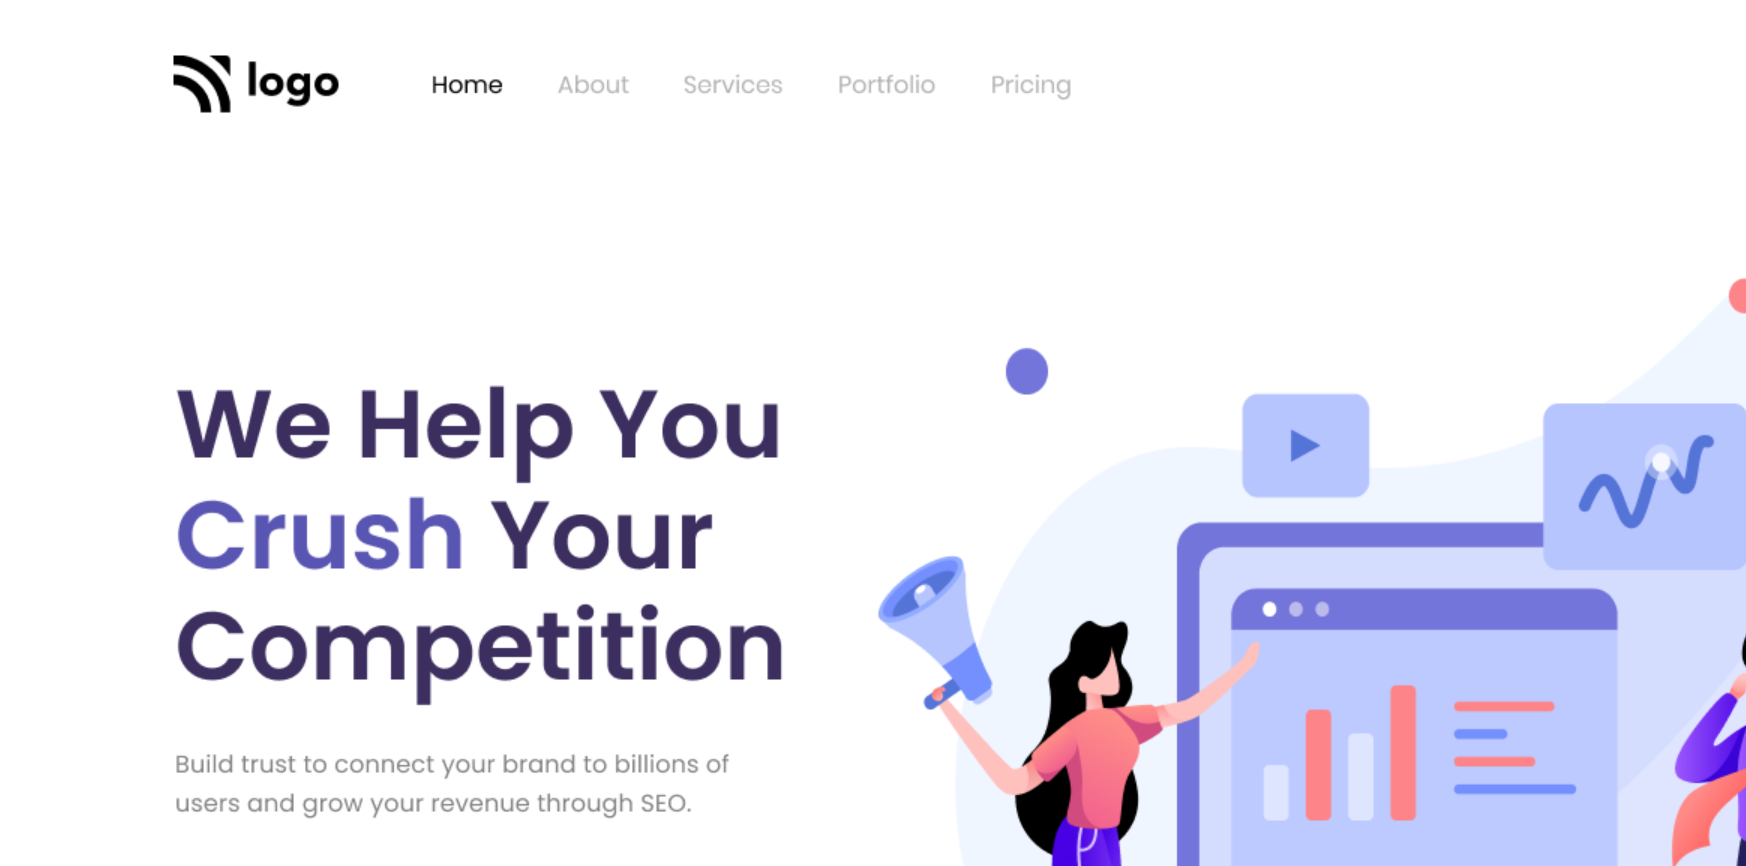 logo
Home About Services Portfolio Pricing
We Help You
Crush Your
Competition
Build trust to connect your brand to billions of
users and grow your revenue through SEO.